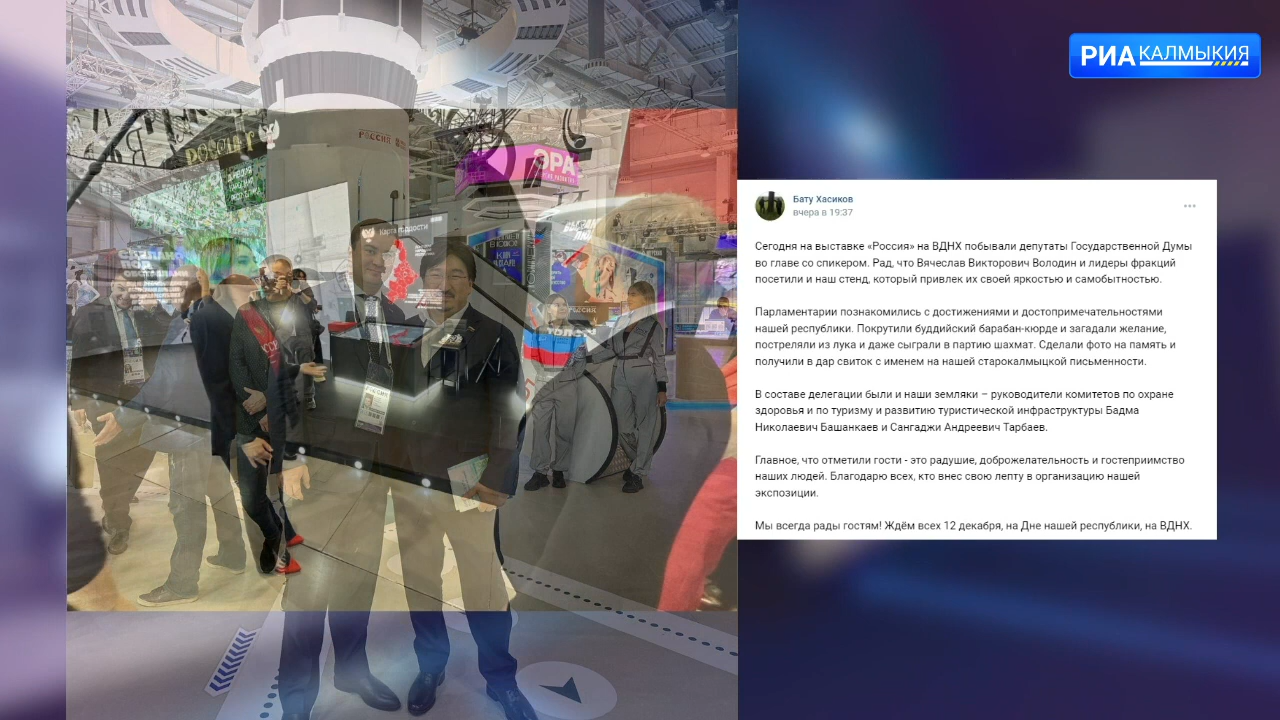 РИА КАЛМЫКИЯ
РОССИЯ
ЭРА
Карта гордости
Бату Хасиков
вчера в 19:37
Сегодня на выставке «Россия» на ВДНХ побывали депутаты Государственной Думы
во главе со спикером. Рад, что Вячеслав Викторович Володин и лидеры фракций
посетили и наш стенд, который привлек их своей яркостью и самобытностью.
Парламентарии познакомились с достижениями и достопримечательностями
нашей республики. Покрутили буддийский барабан-кюрде и загадали желание,
постреляли из лука и даже сыграли в партию шахмат. Сделали фото на память и
получили в дар свиток с именем на нашей старокалмыцкой письменности.
В составе делегации были и наши земляки – руководители комитетов по охране
здоровья и по туризму и развитию туристической инфраструктуры Бадма
Николаевич Башанкаев и Сангаджи Андреевич Тарбаев.
Главное, что отметили гости - это радушие, доброжелательность и гостеприимство
наших людей. Благодарю всех, кто внес свою лепту в организацию нашей
экспозиции.
Мы всегда рады гостям! Ждём всех 12 декабря, на Дне нашей республики, на ВДНХ.